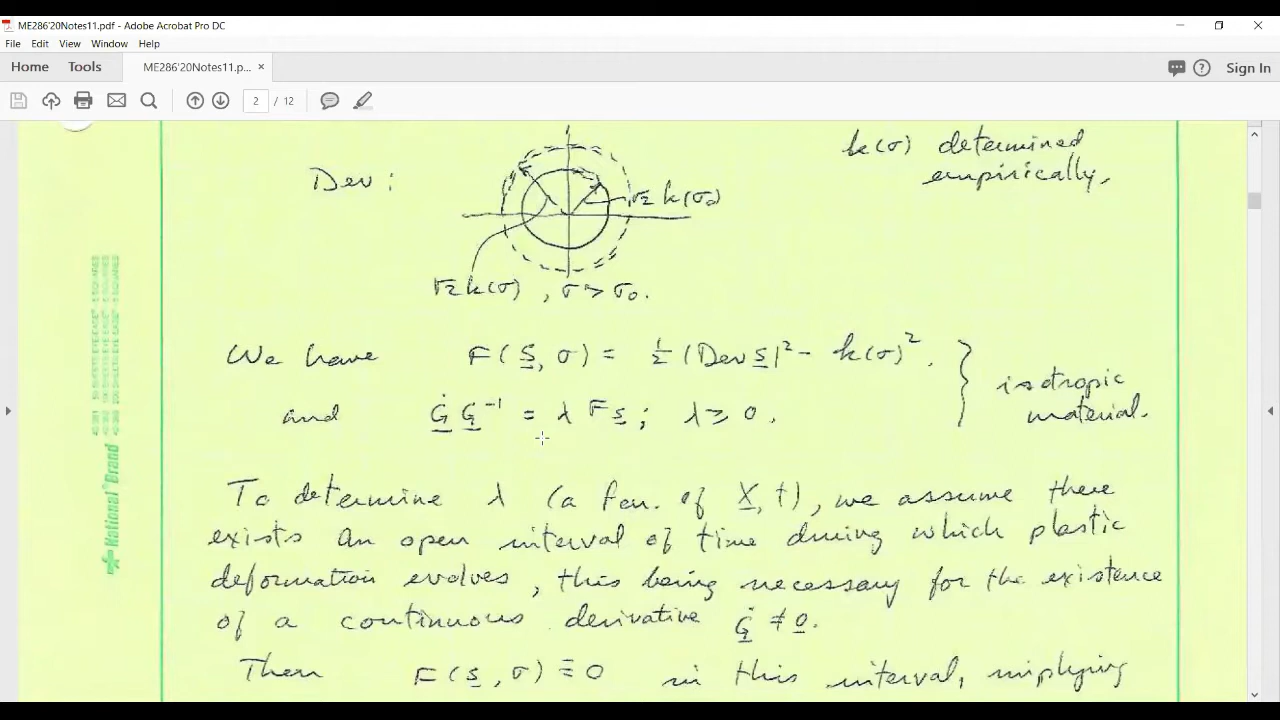 ME286'20Notes11.pdf - Adobe Acrobat Pro DC
File Edit View Window Help
Home Tools ME286'20Notes11.p... × Sign In
2 / 12
k(σ) determined
empirically.
Dev :
√2 k(σ₀)
√2 k(σ) , σ > σ₀.
We have F(S, σ) = ½ |Dev S|² - k(σ)².
and Ġ G⁻¹ = λ F_S ; λ ≥ 0.
isotropic
material.
To determine λ (a fcn. of X, t), we assume there
exists an open interval of time during which plastic
deformation evolves, this being necessary for the existence
of a continuous derivative Ġ ≠ 0.
Then F(S, σ) ≡ 0 in this interval, implying
National Brand